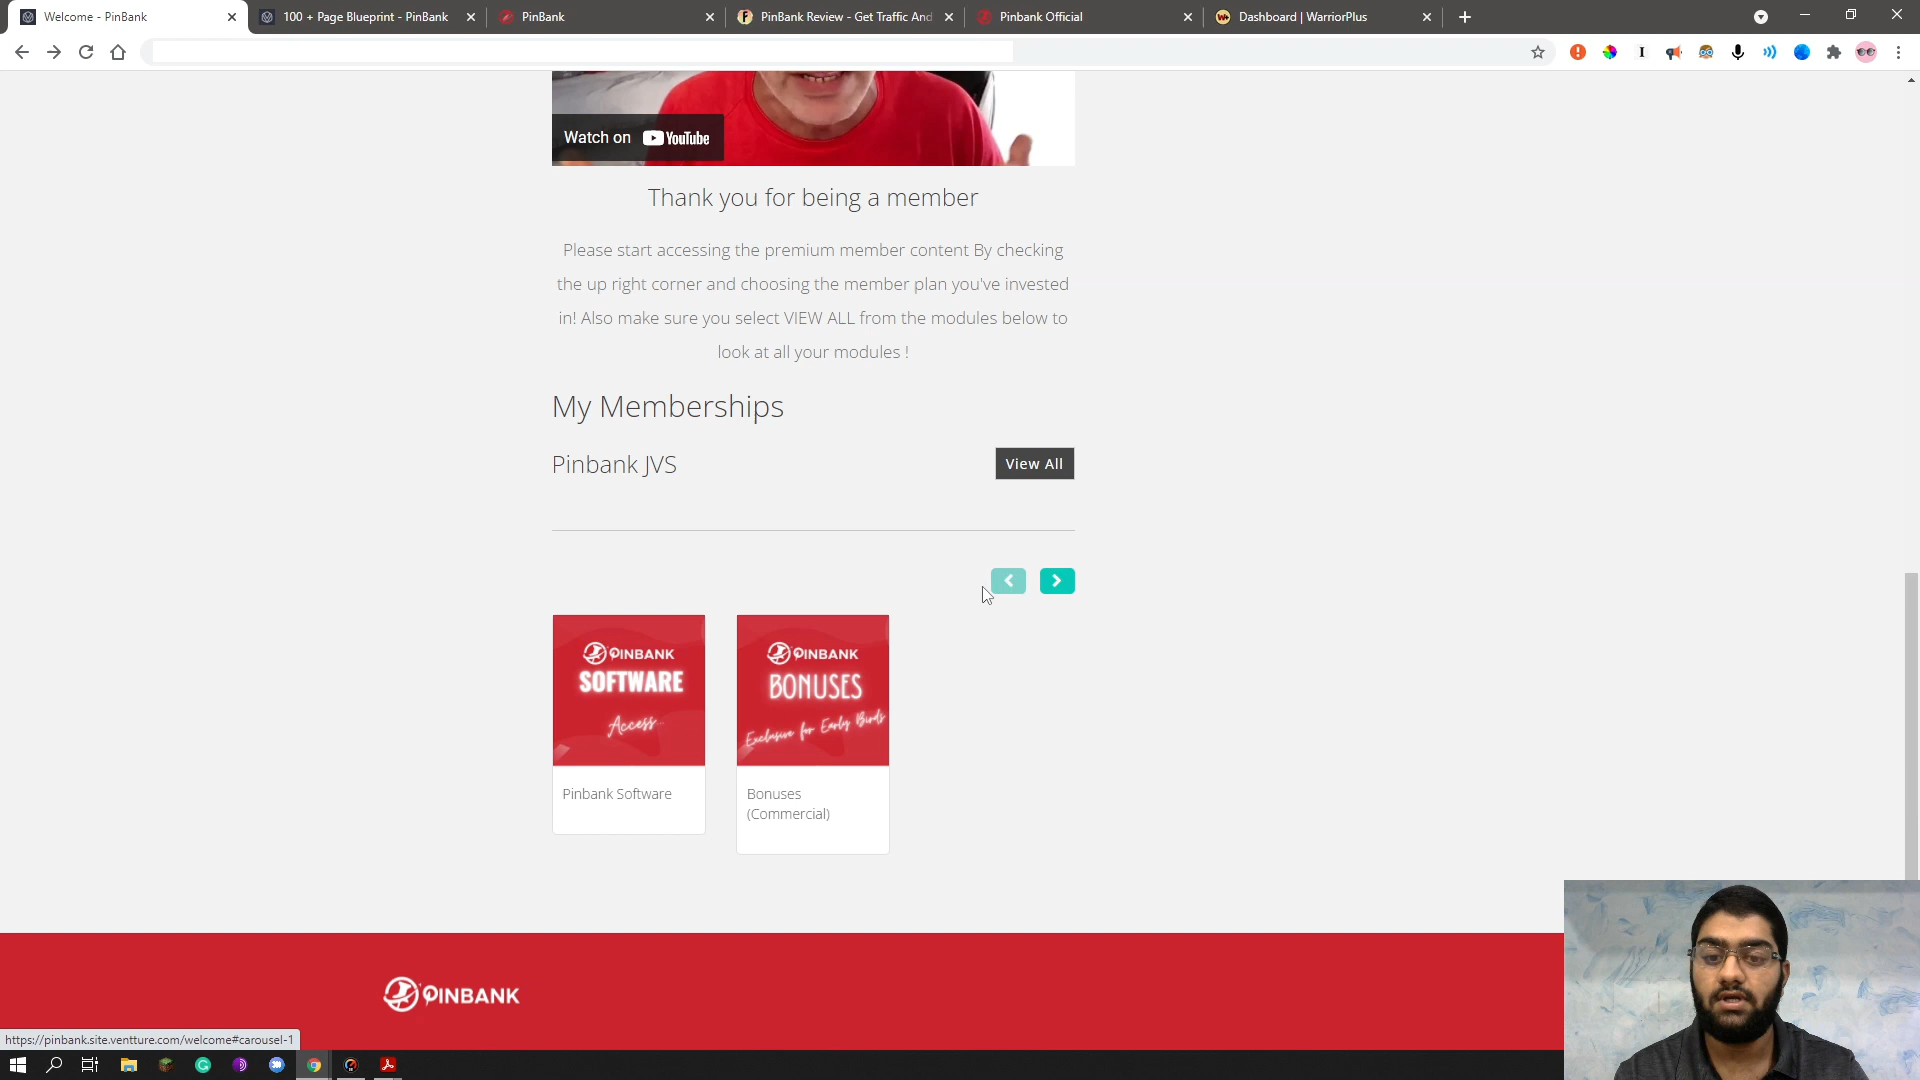 Welcome - PinBank
100 + Page Blueprint - PinBank
PinBank
PinBank Review - Get Traffic And
Pinbank Official
Dashboard | WarriorPlus
Watch on YouTube
Thank you for being a member
Please start accessing the premium member content By checking
the up right corner and choosing the member plan you've invested
in! Also make sure you select VIEW ALL from the modules below to
look at all your modules !
My Memberships
Pinbank JVS
View All
PINBANK
SOFTWARE
Access
Pinbank Software
PINBANK
BONUSES
Exclusive for Early Birds
Bonuses
(Commercial)
PINBANK
https://pinbank.site.ventture.com/welcome#carousel-1